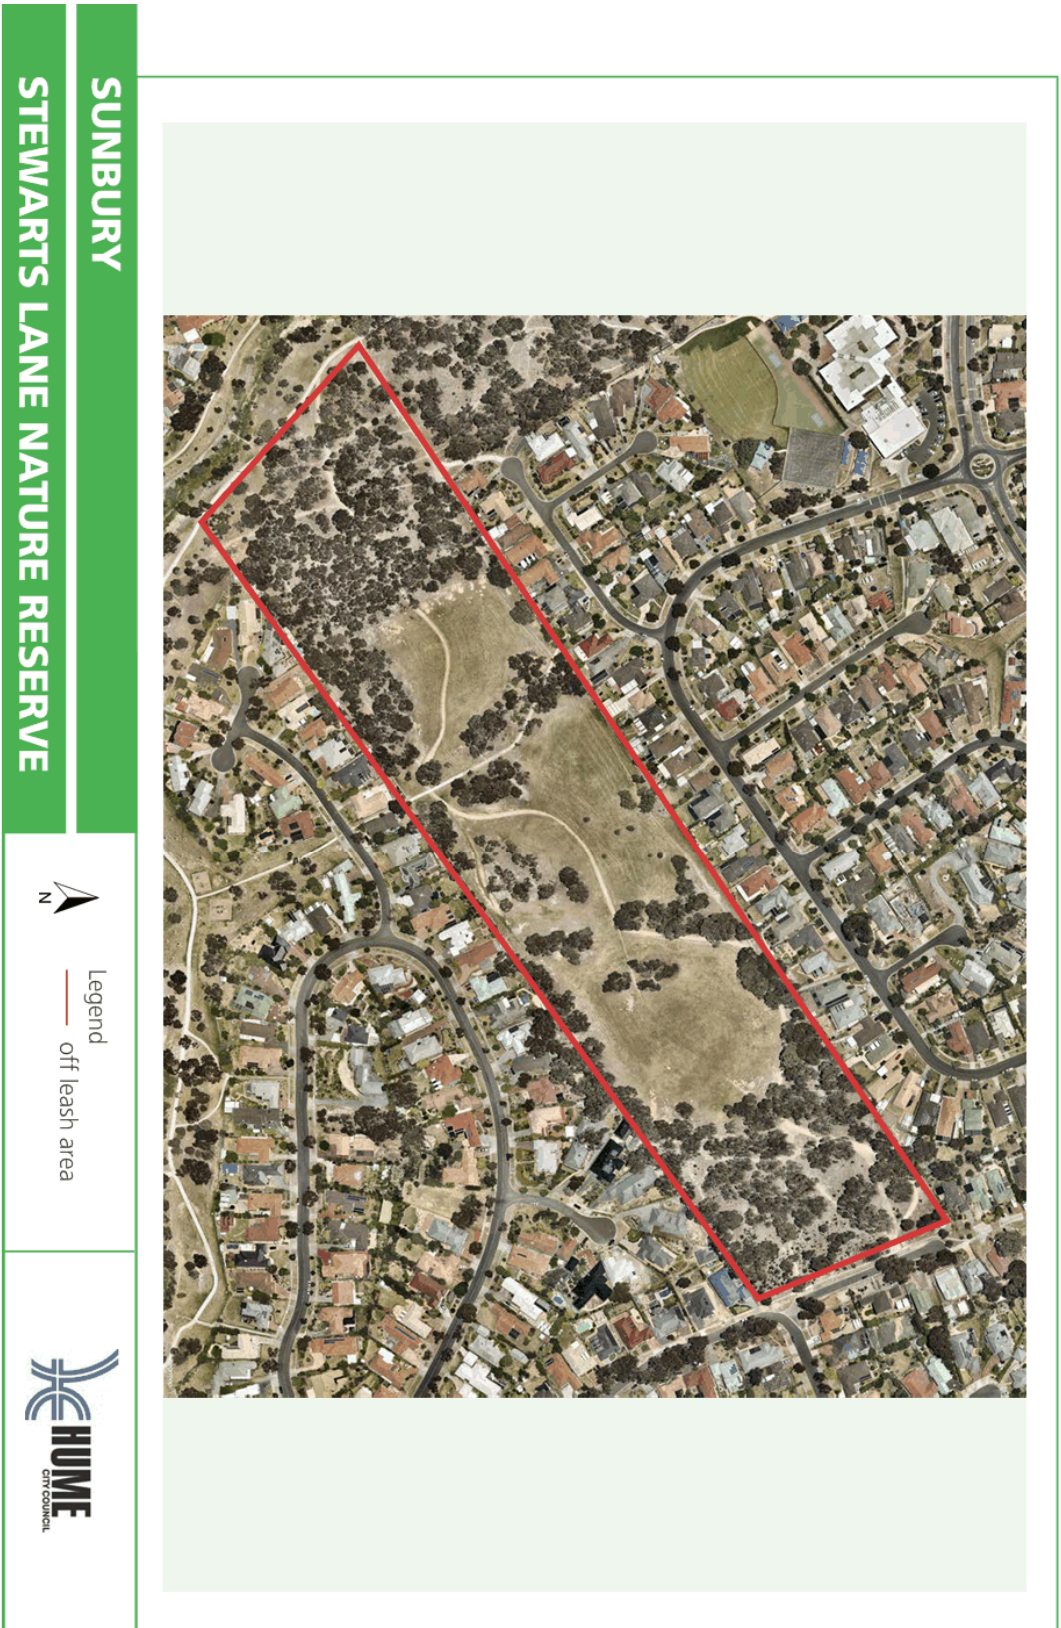 SUNBURY
STEWARTS LANE NATURE RESERVE
N
Legend
off leash area
HUME
CITY COUNCIL